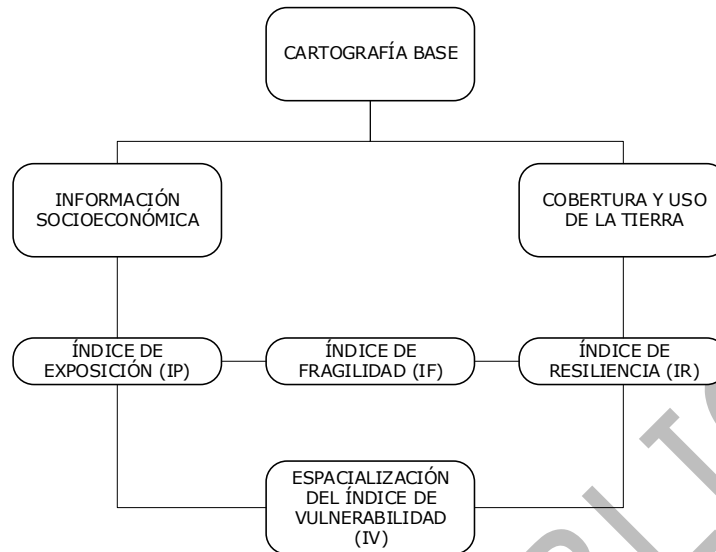 CARTOGRAFÍA BASE
INFORMACIÓN
SOCIOECONÓMICA
COBERTURA Y USO
DE LA TIERRA
ÍNDICE DE
EXPOSICIÓN (IP)
ÍNDICE DE
FRAGILIDAD (IF)
ÍNDICE DE
RESILIENCIA (IR)
ESPACIALIZACIÓN
DEL ÍNDICE DE
VULNERABILIDAD
(IV)